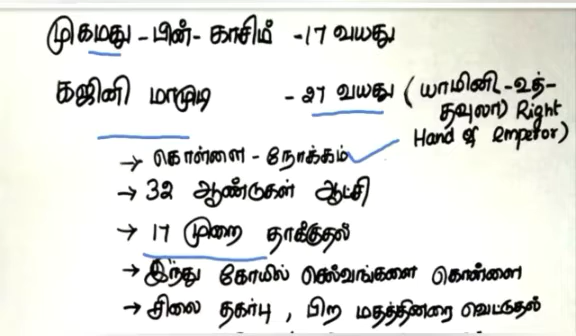 முகமது - பின் - காசிம் - 17 வயது
கஜினி மாமுடி - 27 வயது ( யாமினி - உத் - தவுலா) Right Hand of Emperor)
→ கொள்ளை - நோக்கம்
→ 32 ஆண்டுகள் ஆட்சி
→ 17 முறை தாக்குதல்
→ இந்து கோயில் செல்வங்களை கொள்ளை
→ சிலை தகர்பு , பிற மதத்தினரை வெட்டுதல்